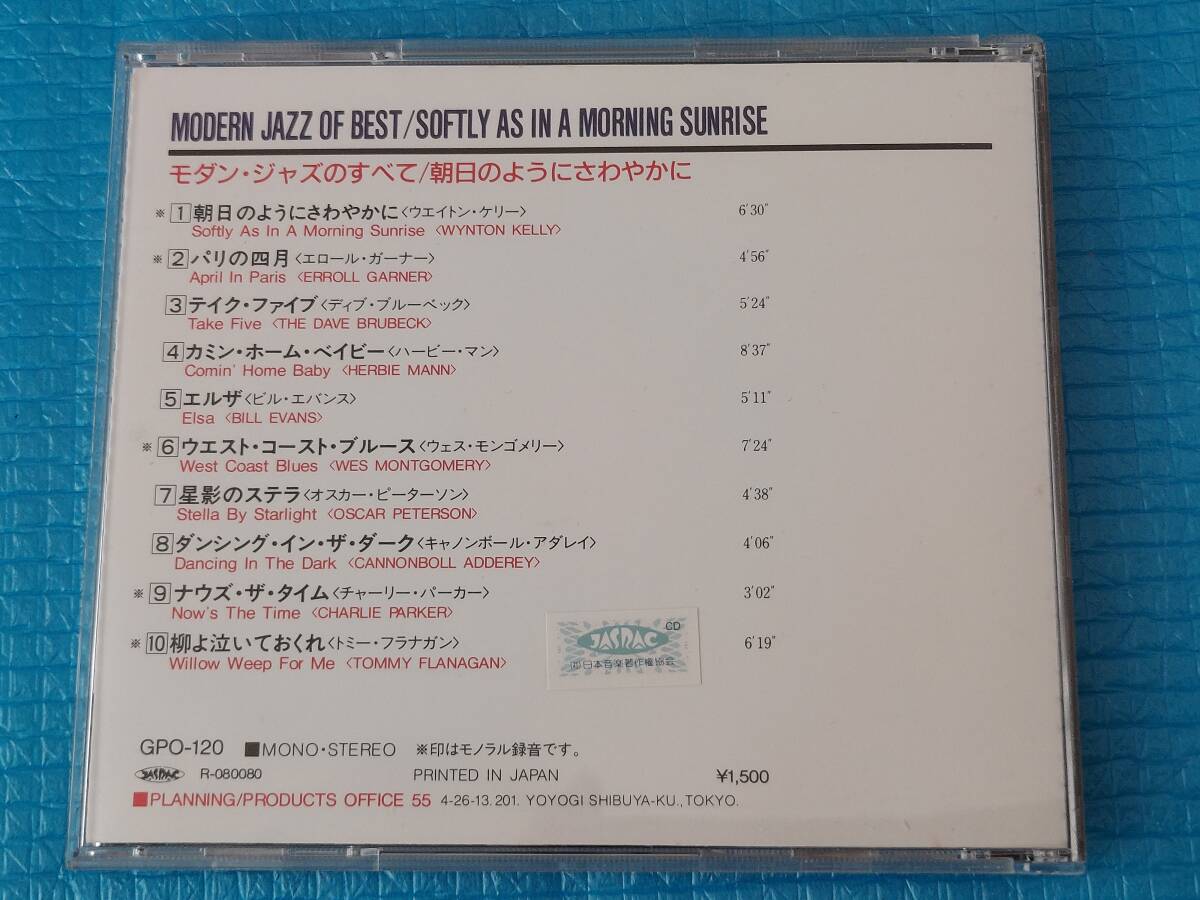 MODERN JAZZ OF BEST/SOFTLY AS IN A MORNING SUNRISE
モダン・ジャズのすべて/朝日のようにさわやかに
※ 1 朝日のようにさわやかに〈ウエイトン・ケリー〉 6'30"
Softly As In A Morning Sunrise 〈WYNTON KELLY〉
※ 2 パリの四月〈エロール・ガーナー〉 4'56"
April In Paris 〈ERROLL GARNER〉
3 テイク・ファイブ〈ディブ・ブルーベック〉 5'24"
Take Five 〈THE DAVE BRUBECK〉
4 カミン・ホーム・ベイビー〈ハービー・マン〉 8'37"
Comin' Home Baby 〈HERBIE MANN〉
5 エルザ〈ビル・エバンス〉 5'11"
Elsa 〈BILL EVANS〉
※ 6 ウエスト・コースト・ブルース〈ウェス・モンゴメリー〉 7'24"
West Coast Blues 〈WES MONTGOMERY〉
7 星影のステラ〈オスカー・ピーターソン〉 4'38"
Stella By Starlight 〈OSCAR PETERSON〉
8 ダンシング・イン・ザ・ダーク〈キャノンボール・アダレイ〉 4'06"
Dancing In The Dark 〈CANNONBOLL ADDEREY〉
※ 9 ナウズ・ザ・タイム〈チャーリー・パーカー〉 3'02"
Now's The Time 〈CHARLIE PARKER〉
※ 10 柳よ泣いておくれ〈トミー・フラナガン〉 6'19"
Willow Weep For Me 〈TOMMY FLANAGAN〉
CD
JASRAC
GPO-120 ■MONO・STEREO ※印はモノラル録音です。
JASRAC R-080080 PRINTED IN JAPAN ¥1,500
■PLANNING/PRODUCTS OFFICE 55 4-26-13. 201. YOYOGI SHIBUYA-KU., TOKYO.